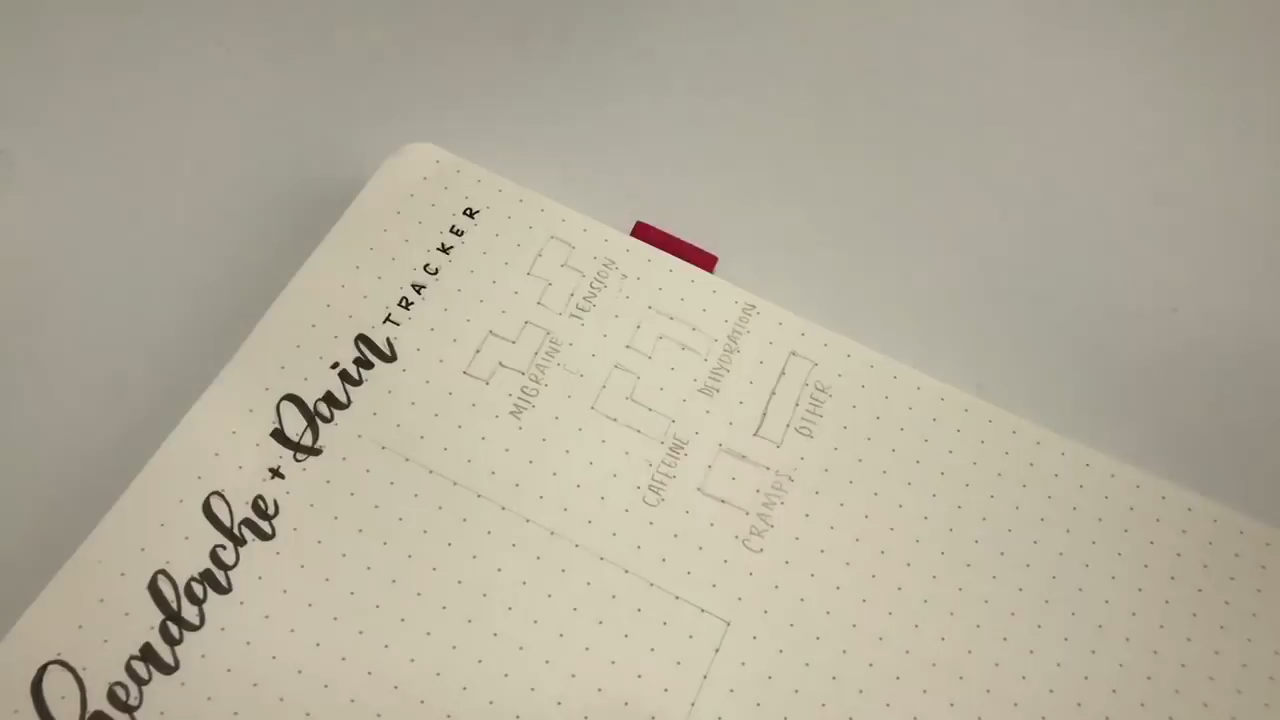 headache + Pain TRACKER
MIGRAINE
TENSION
CAFFEINE
DEHYDRATION
CRAMPS
OTHER